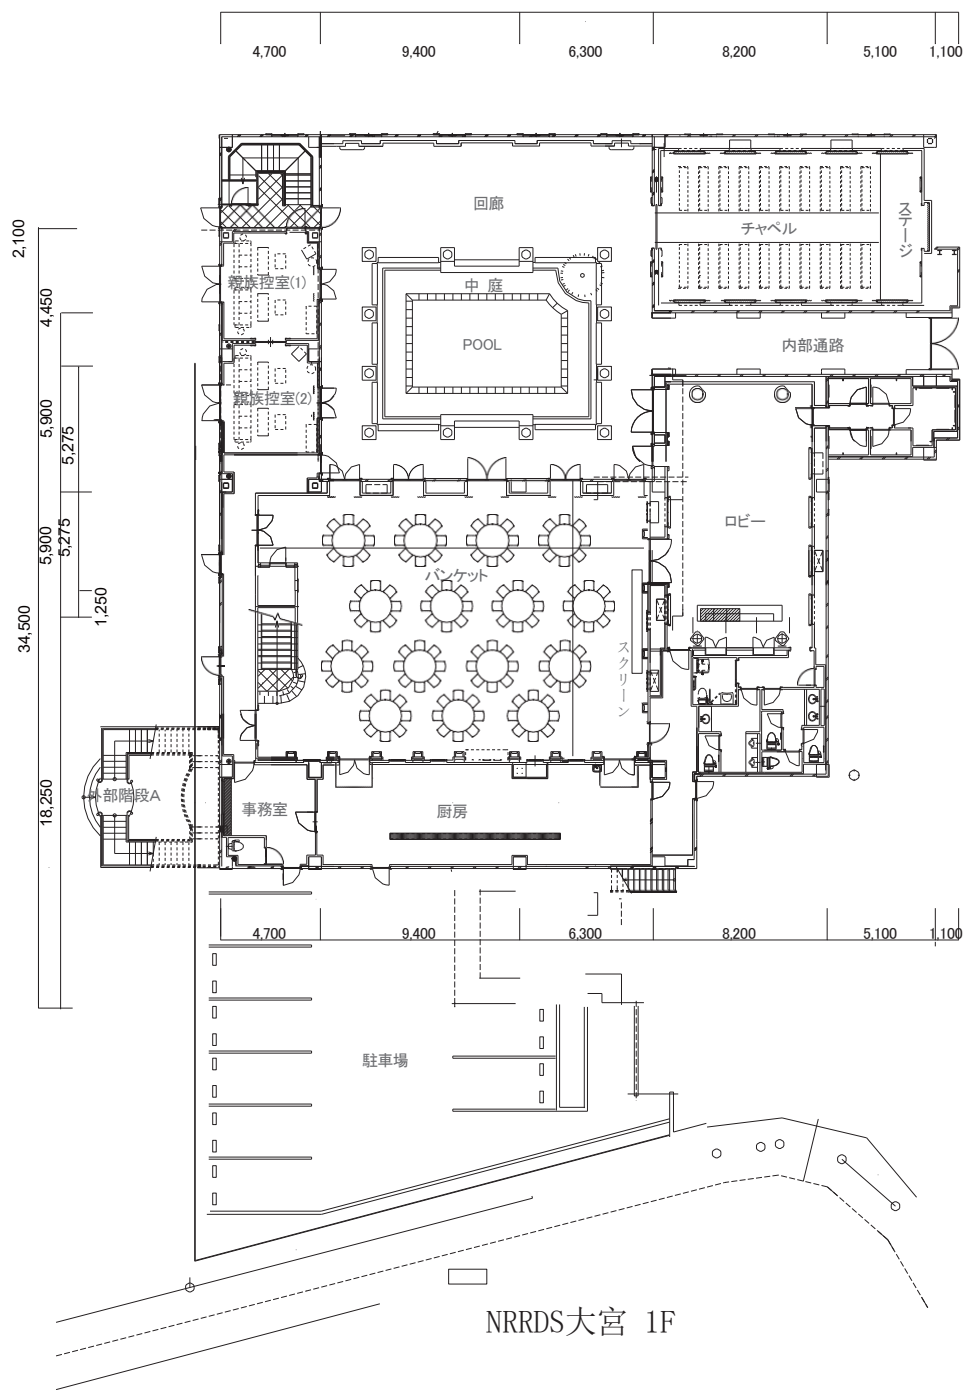 4,700
9,400
6,300
8,200
5,100
1,100
2,100
4,450
5,900
5,275
5,900
5,275
1,250
34,500
18,250
回廊
チャペル
ステージ
親族控室(1)
中 庭
POOL
内部通路
親族控室(2)
ロビー
バンケット
スクリーン
外部階段A
事務室
厨房
4,700
9,400
6,300
8,200
5,100
1,100
駐車場
NRRDS大宮 1F